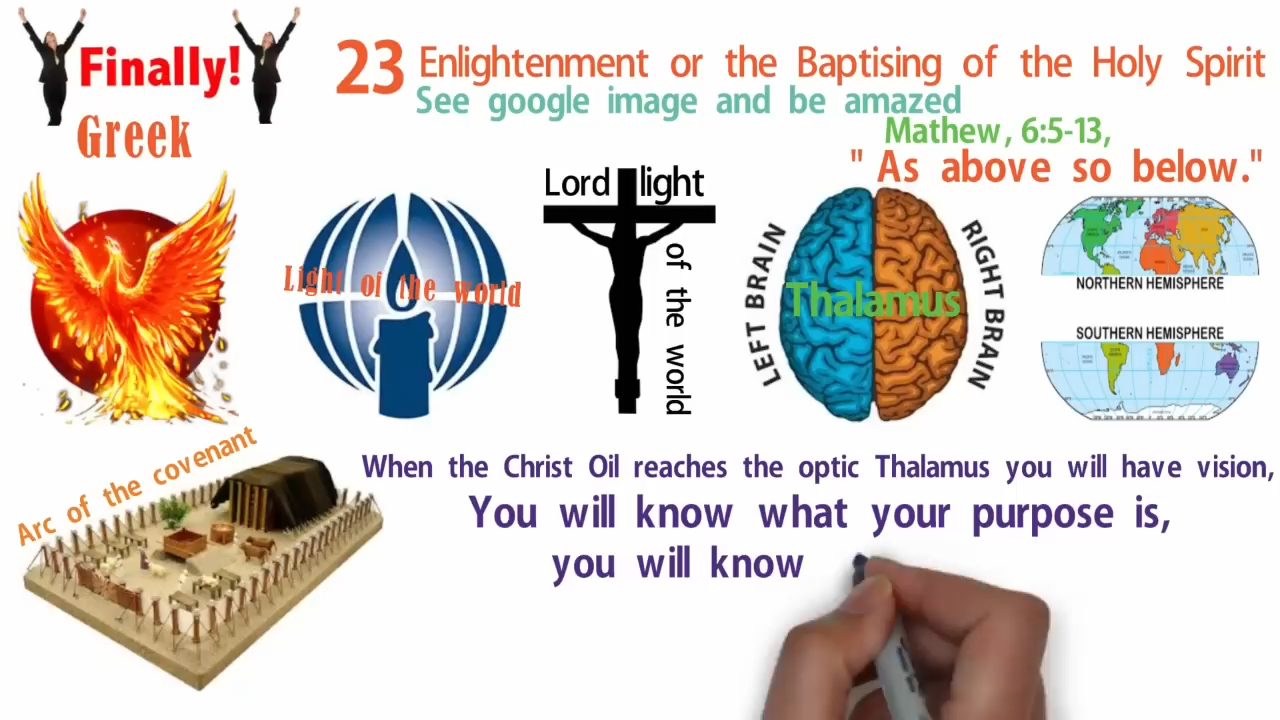 Finally!
Greek
23 Enlightenment or the Baptising of the Holy Spirit
See google image and be amazed
Mathew, 6:5-13,
" As above so below."
Light of the world
Lord light
of the world
LEFT BRAIN
Thalamus
RIGHT BRAIN
NORTHERN HEMISPHERE
SOUTHERN HEMISPHERE
Arc of the covenant
When the Christ Oil reaches the optic Thalamus you will have vision,
You will know what your purpose is,
you will know